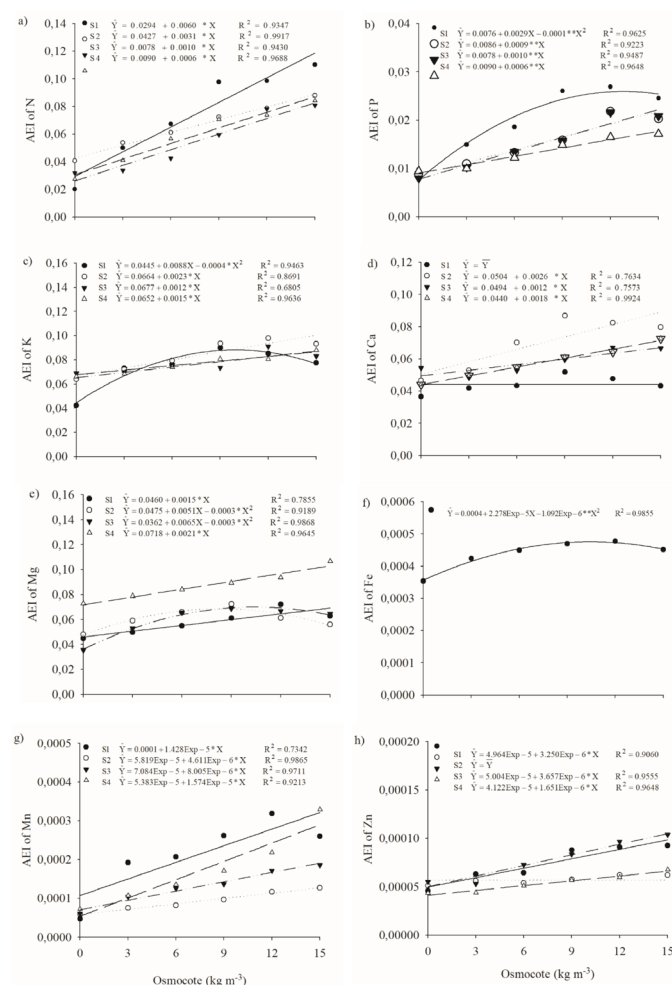 a)
S1 Ŷ = 0.0294 + 0.0060 * X R² = 0.9347
S2 Ŷ = 0.0427 + 0.0031 * X R² = 0.9917
S3 Ŷ = 0.0078 + 0.0010 * X R² = 0.9430
S4 Ŷ = 0.0090 + 0.0006 * X R² = 0.9688
AEI of N
0,14
0,12
0,10
0,08
0,06
0,04
0,02
0,00
b)
S1 Ŷ = 0.0076 + 0.0029X − 0.0001**X² R² = 0.9625
S2 Ŷ = 0.0086 + 0.0009**X R² = 0.9223
S3 Ŷ = 0.0078 + 0.0010**X R² = 0.9487
S4 Ŷ = 0.0090 + 0.0006**X R² = 0.9648
AEI of P
0,04
0,03
0,02
0,01
0,00
c)
S1 Ŷ = 0.0445 + 0.0088X − 0.0004*X² R² = 0.9463
S2 Ŷ = 0.0664 + 0.0023*X R² = 0.8691
S3 Ŷ = 0.0677 + 0.0012*X R² = 0.6805
S4 Ŷ = 0.0652 + 0.0015*X R² = 0.9636
AEI of K
0,16
0,14
0,12
0,10
0,08
0,06
0,04
0,02
0,00
d)
S1 Ŷ = Y̅
S2 Ŷ = 0.0504 + 0.0026 * X R² = 0.7634
S3 Ŷ = 0.0494 + 0.0012 * X R² = 0.7573
S4 Ŷ = 0.0440 + 0.0018 * X R² = 0.9924
AEI of Ca
0,12
0,10
0,08
0,06
0,04
0,02
0,00
e)
S1 Ŷ = 0.0460 + 0.0015*X R² = 0.7855
S2 Ŷ = 0.0475 + 0.0051X − 0.0003*X² R² = 0.9189
S3 Ŷ = 0.0362 + 0.0065X − 0.0003*X² R² = 0.9868
S4 Ŷ = 0.0718 + 0.0021*X R² = 0.9645
AEI of Mg
0,16
0,14
0,12
0,10
0,08
0,06
0,04
0,02
0,00
f)
Ŷ = 0.0004 + 2.278Exp−5X − 1.092Exp−6**X² R² = 0.9855
AEI of Fe
0,0006
0,0005
0,0004
0,0003
0,0002
0,0001
0,0000
g)
S1 Ŷ = 0.0001 + 1.428Exp−5*X R² = 0.7342
S2 Ŷ = 5.819Exp−5 + 4.611Exp−6*X R² = 0.9865
S3 Ŷ = 7.084Exp−5 + 8.005Exp−6*X R² = 0.9711
S4 Ŷ = 5.383Exp−5 + 1.574Exp−5*X R² = 0.9213
AEI of Mn
0,0005
0,0004
0,0003
0,0002
0,0001
0,0000
0 3 6 9 12 15
Osmocote (kg m⁻³)
h)
S1 Ŷ = 4.964Exp−5 + 3.250Exp−6*X R² = 0.9060
S2 Ŷ = Y̅
S3 Ŷ = 5.004Exp−5 + 3.657Exp−6*X R² = 0.9555
S4 Ŷ = 4.122Exp−5 + 1.651Exp−6*X R² = 0.9648
AEI of Zn
0,00020
0,00015
0,00010
0,00005
0,00000
0 3 6 9 12 15
Osmocote (kg m⁻³)